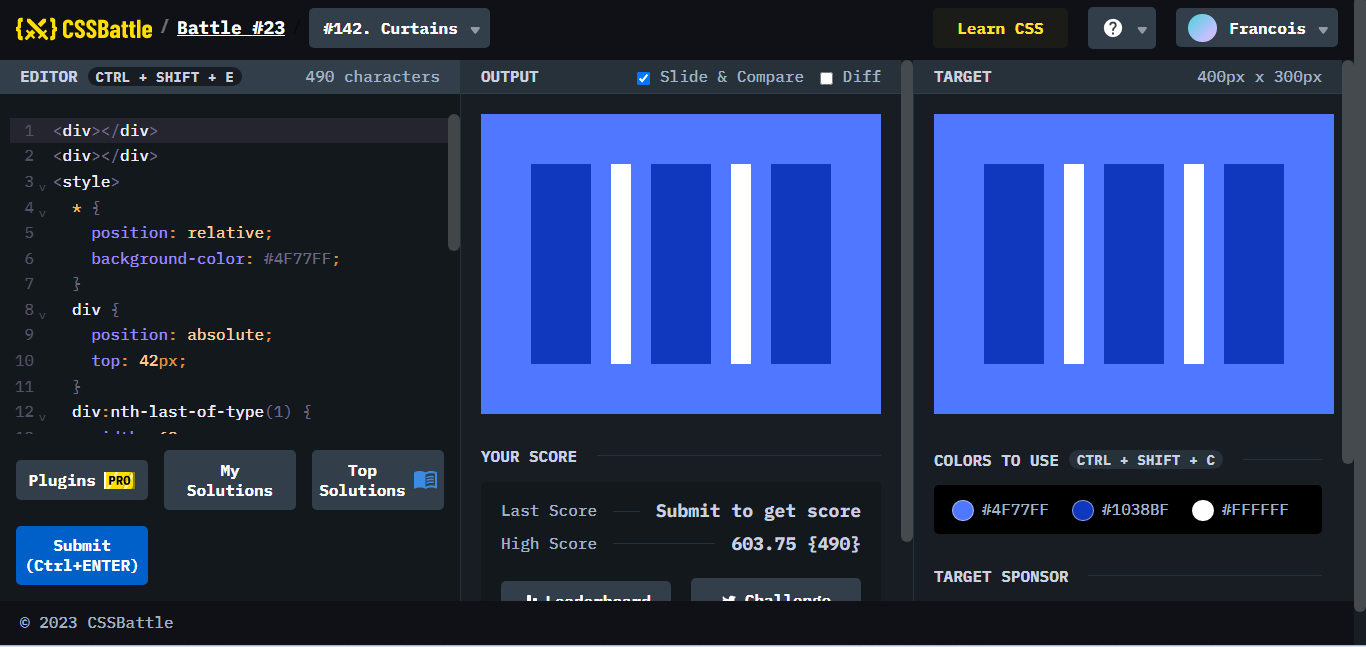 {X} CSSBattle / Battle #23 / #142. Curtains
Learn CSS
? Francois
EDITOR CTRL + SHIFT + E 490 characters
1 <div></div>
2 <div></div>
3 <style>
4 * {
5 position: relative;
6 background-color: #4F77FF;
7 }
8 div {
9 position: absolute;
10 top: 42px;
11 }
12 div:nth-last-of-type(1) {
Plugins PRO
My Solutions
Top Solutions
Submit
(Ctrl+ENTER)
OUTPUT Slide & Compare Diff
YOUR SCORE
Last Score Submit to get score
High Score 603.75 {490}
Leaderboard
Challenge
TARGET 400px x 300px
COLORS TO USE CTRL + SHIFT + C
#4F77FF #1038BF #FFFFFF
TARGET SPONSOR
© 2023 CSSBattle